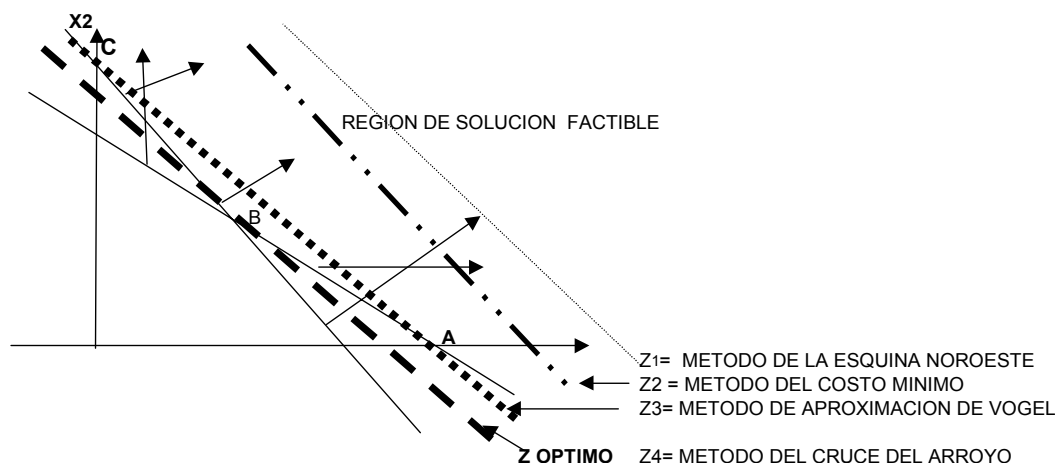 X2
C
REGION DE SOLUCION FACTIBLE
B
A
Z1= METODO DE LA ESQUINA NOROESTE
Z2 = METODO DEL COSTO MINIMO
Z3= METODO DE APROXIMACION DE VOGEL
Z OPTIMO Z4= METODO DEL CRUCE DEL ARROYO